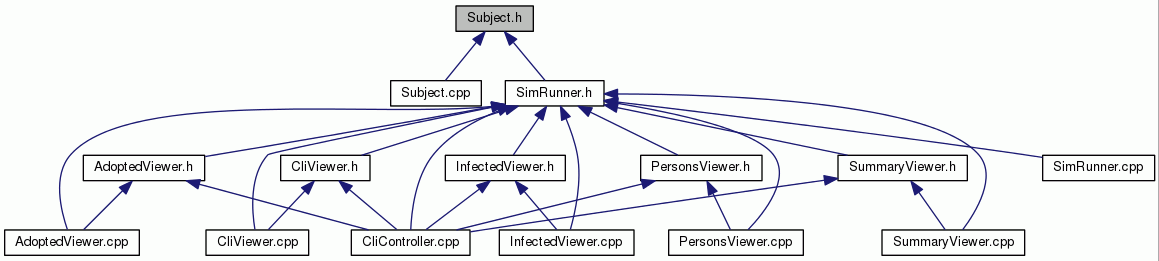 Subject.h
Subject.cpp
SimRunner.h
AdoptedViewer.h
CliViewer.h
InfectedViewer.h
PersonsViewer.h
SummaryViewer.h
SimRunner.cpp
AdoptedViewer.cpp
CliViewer.cpp
CliController.cpp
InfectedViewer.cpp
PersonsViewer.cpp
SummaryViewer.cpp